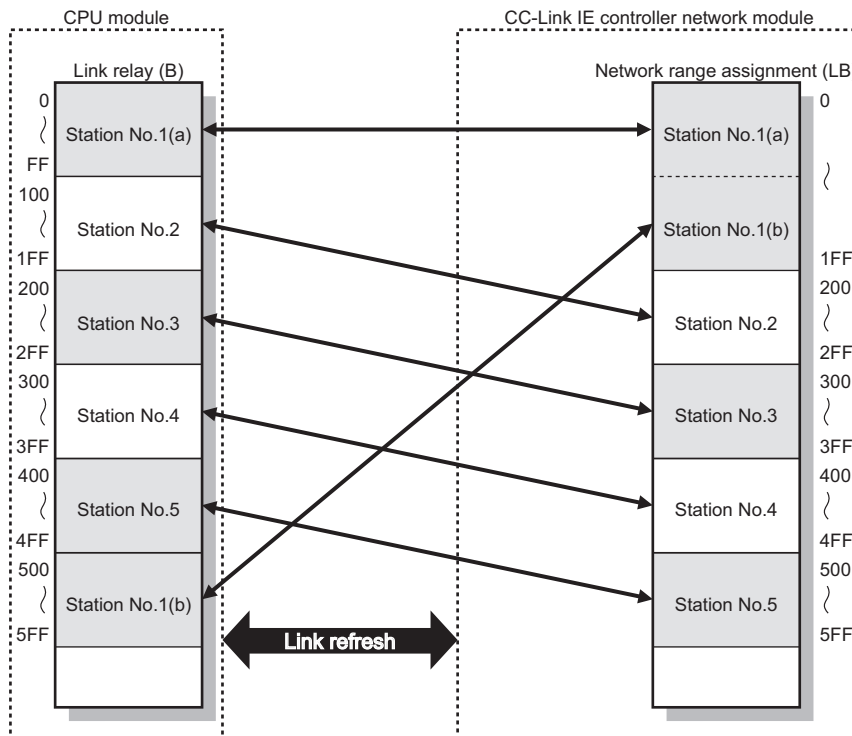 CPU module
CC-Link IE controller network module
Link relay (B)
Network range assignment (LB
0
FF
100
1FF
200
2FF
300
3FF
400
4FF
500
5FF
Station No.1(a)
Station No.2
Station No.3
Station No.4
Station No.5
Station No.1(b)
Link refresh
Station No.1(a)
Station No.1(b)
Station No.2
Station No.3
Station No.4
Station No.5
0
1FF
200
2FF
300
3FF
400
4FF
500
5FF